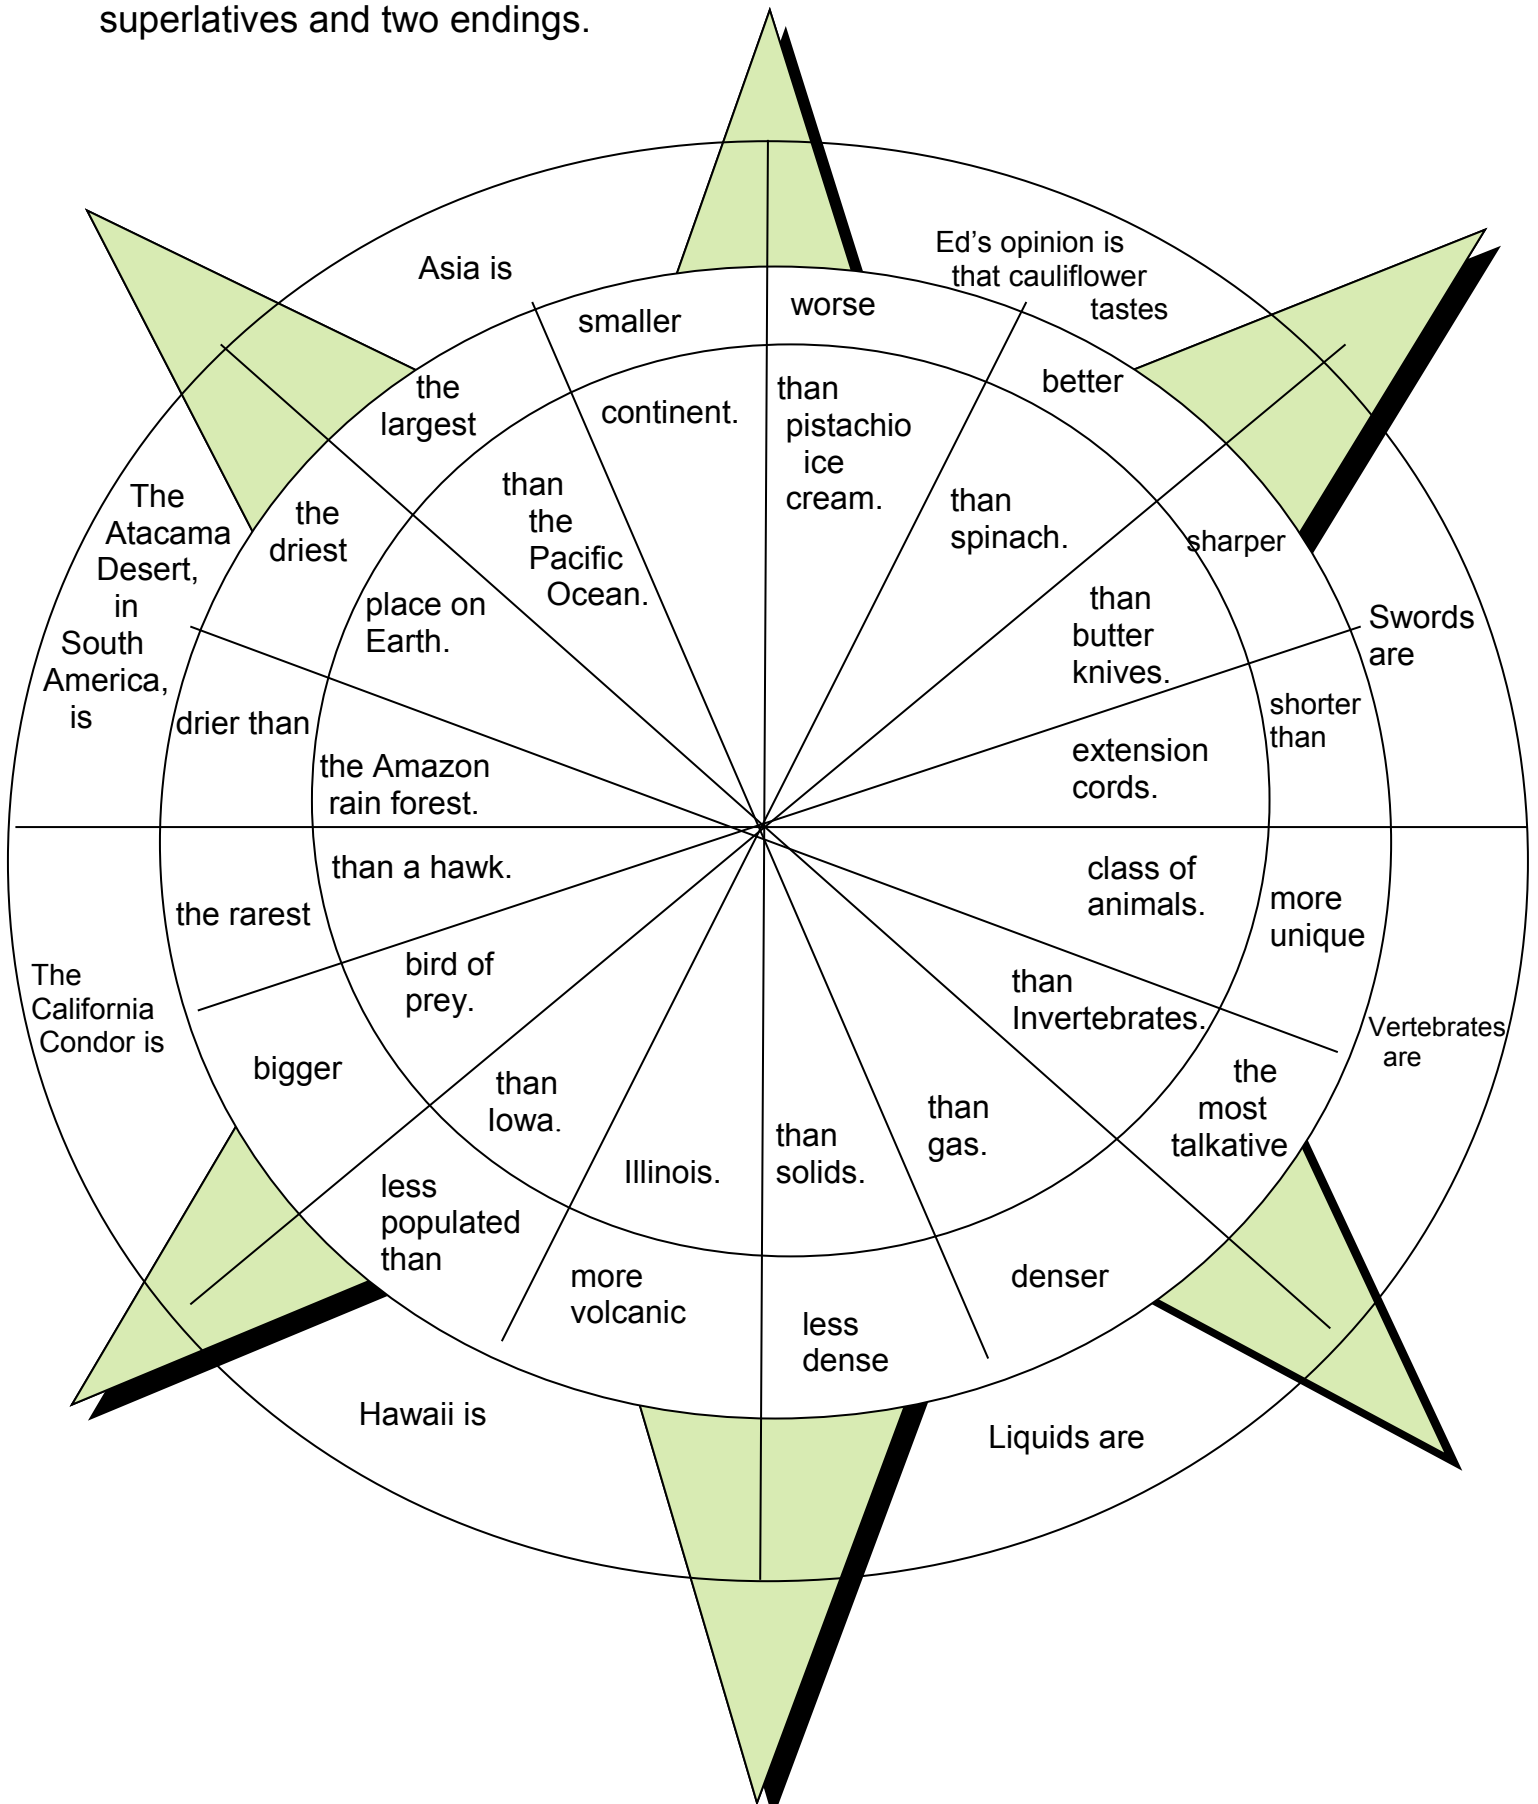 superlatives and two endings.
Asia is
smaller
the
largest
continent.
than
the
Pacific
Ocean.
Ed's opinion is
that cauliflower
tastes
worse
better
than
pistachio
ice
cream.
than
spinach.
Swords
are
sharper
shorter
than
than
butter
knives.
extension
cords.
Vertebrates
are
more
unique
the
most
talkative
class of
animals.
than
Invertebrates.
Liquids are
denser
less
dense
than
gas.
than
solids.
Hawaii is
more
volcanic
less
populated
than
Illinois.
than
Iowa.
The
California
Condor is
bigger
the rarest
bird of
prey.
than a hawk.
The
Atacama
Desert,
in
South
America,
is
drier than
the
driest
the Amazon
rain forest.
place on
Earth.